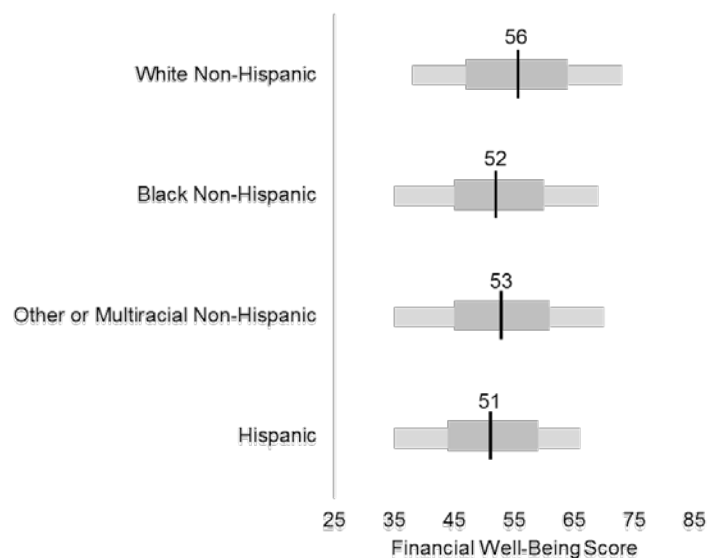 56
White Non-Hispanic
52
Black Non-Hispanic
53
Other or Multiracial Non-Hispanic
51
Hispanic
25 35 45 55 65 75 85
Financial Well-Being Score